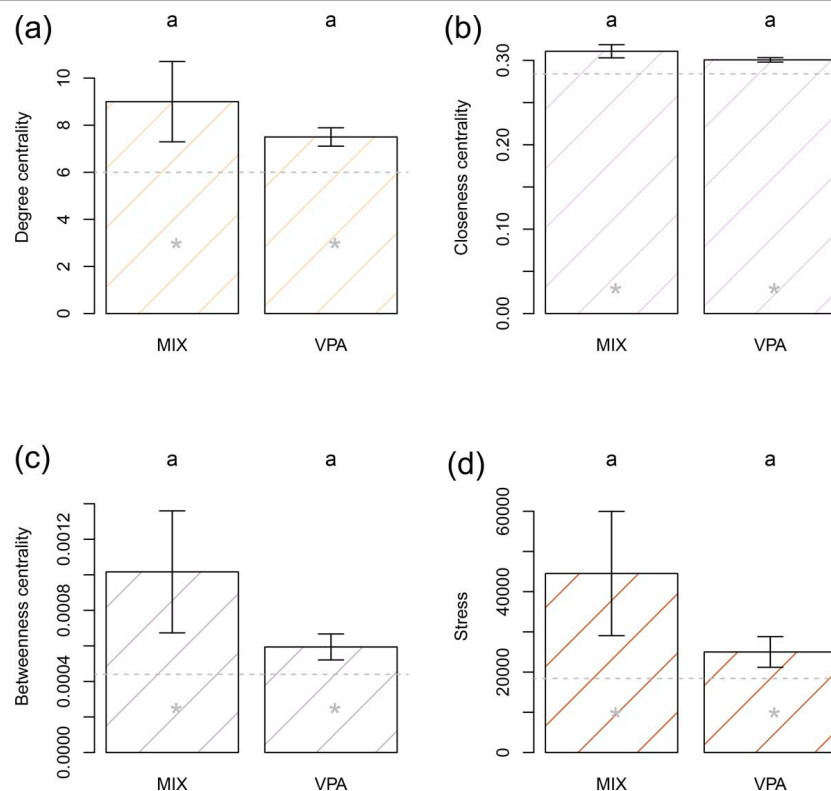 (a)
a
a
Degree centrality
10
8
6
4
2
0
*
*
MIX
VPA
(b)
a
a
Closeness centrality
0.30
0.20
0.10
0.00
*
*
MIX
VPA
(c)
a
a
Betweenness centrality
0.0012
0.0008
0.0004
0.0000
*
*
MIX
VPA
(d)
a
a
Stress
60000
40000
20000
0
*
*
MIX
VPA